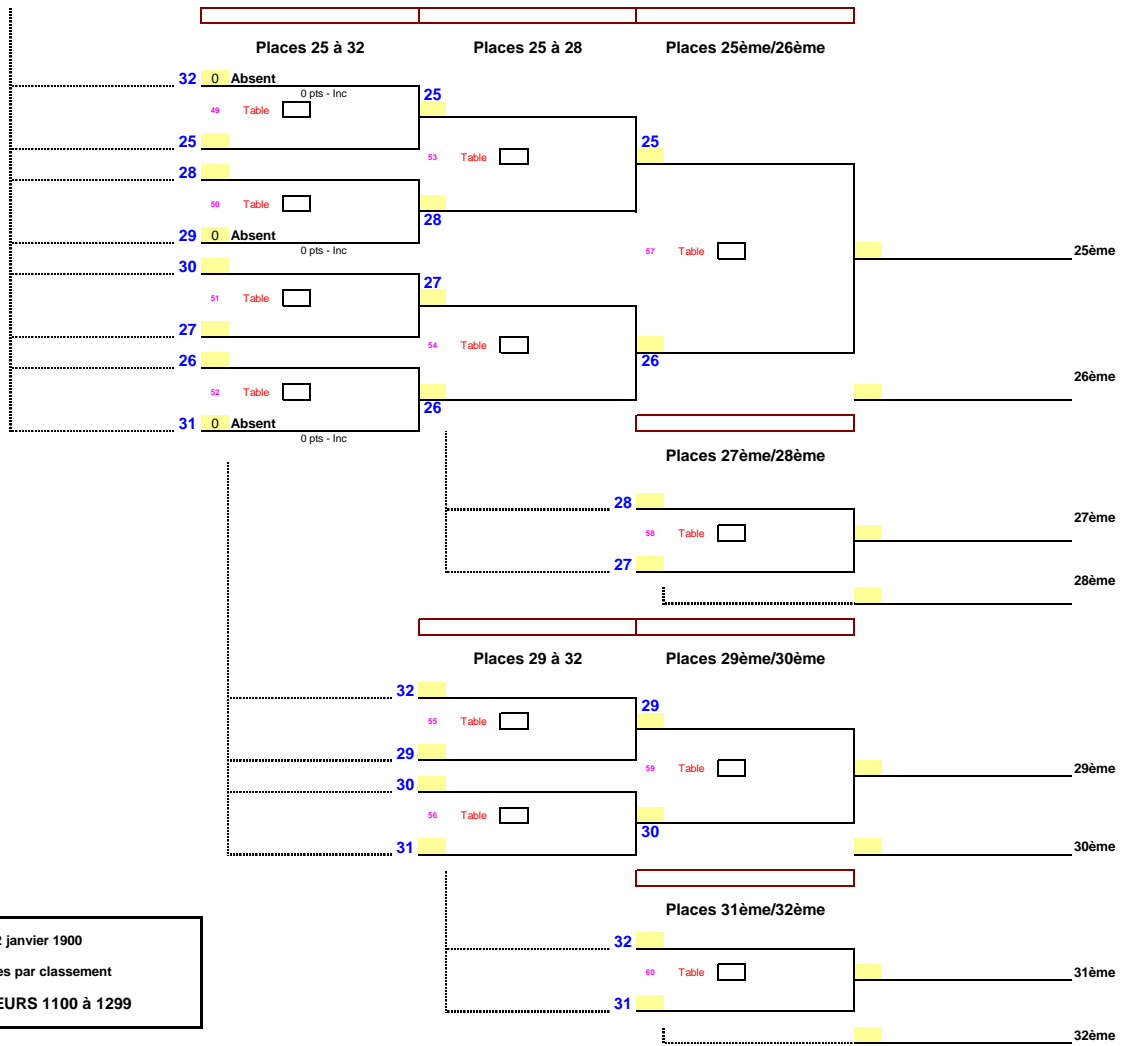 Places 25 à 32 Places 25 à 28 Places 25ème/26ème
32 0 Absent
0 pts - Inc
25
49 Table
25
25
53 Table
28
50 Table
28
29 0 Absent
0 pts - Inc
57 Table
25ème
30
27
51 Table
27
54 Table
26
26
26ème
52 Table
26
31 0 Absent
0 pts - Inc
Places 27ème/28ème
28
27ème
58 Table
27
28ème
Places 29 à 32 Places 29ème/30ème
32
29
55 Table
29
59 Table
29ème
30
56 Table
30
31
30ème
Places 31ème/32ème
32
60 Table
31ème
31
32ème
janvier 1900
es par classement
EURS 1100 à 1299